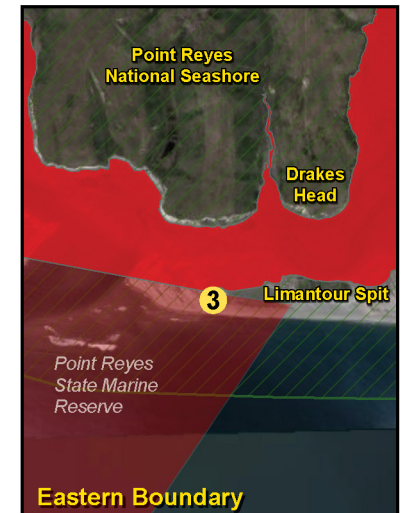 Point Reyes
National Seashore
Drakes
Head
3
Limantour Spit
Point Reyes
State Marine
Reserve
Eastern Boundary